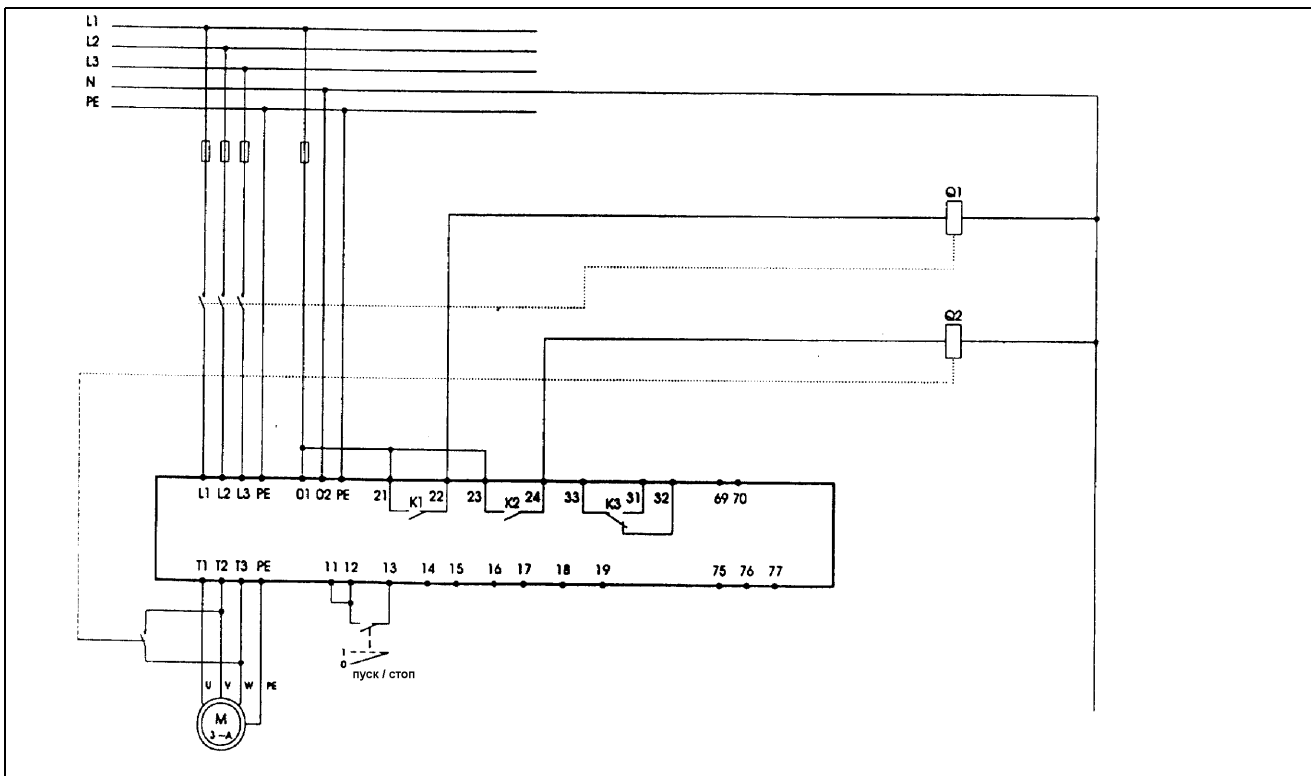 L1
L2
L3
N
PE
Q1
Q2
L1 L2 L3 PE 01 02 PE 21 K1 22 23 K2 24 33 K3 31 32 69 70
T1 T2 T3 PE 11 12 13 14 15 16 17 18 19 75 76 77
1
0
пуск / стоп
U V W PE
M
3 ~A